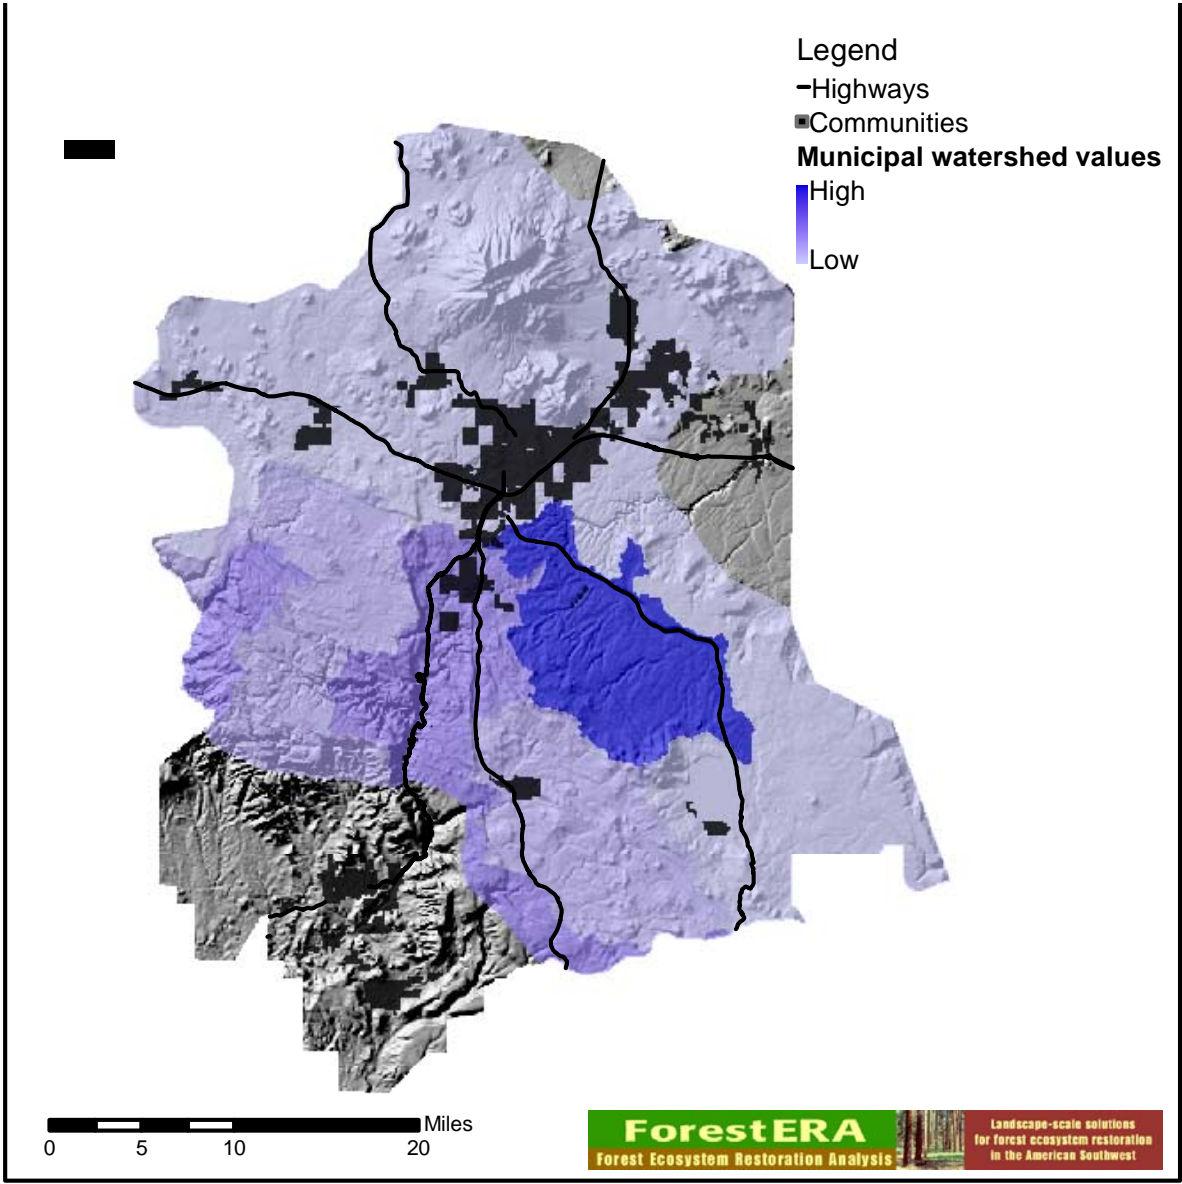 Legend
Highways
Communities
Municipal watershed values
High
Low
Miles
0 5 10 20
ForestERA
Forest Ecosystem Restoration Analysis
Landscape-scale solutions
for forest ecosystem restoration
in the American Southwest